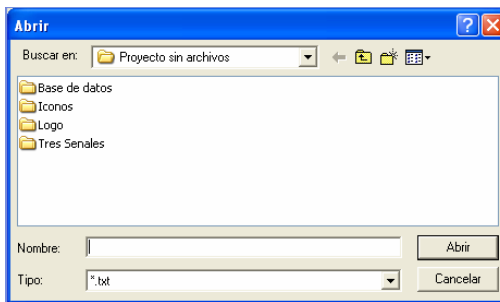 Abrir
Buscar en: Proyecto sin archivos
Base de datos
Iconos
Logo
Tres Senales
Nombre: Abrir
Tipo: *.txt Cancelar